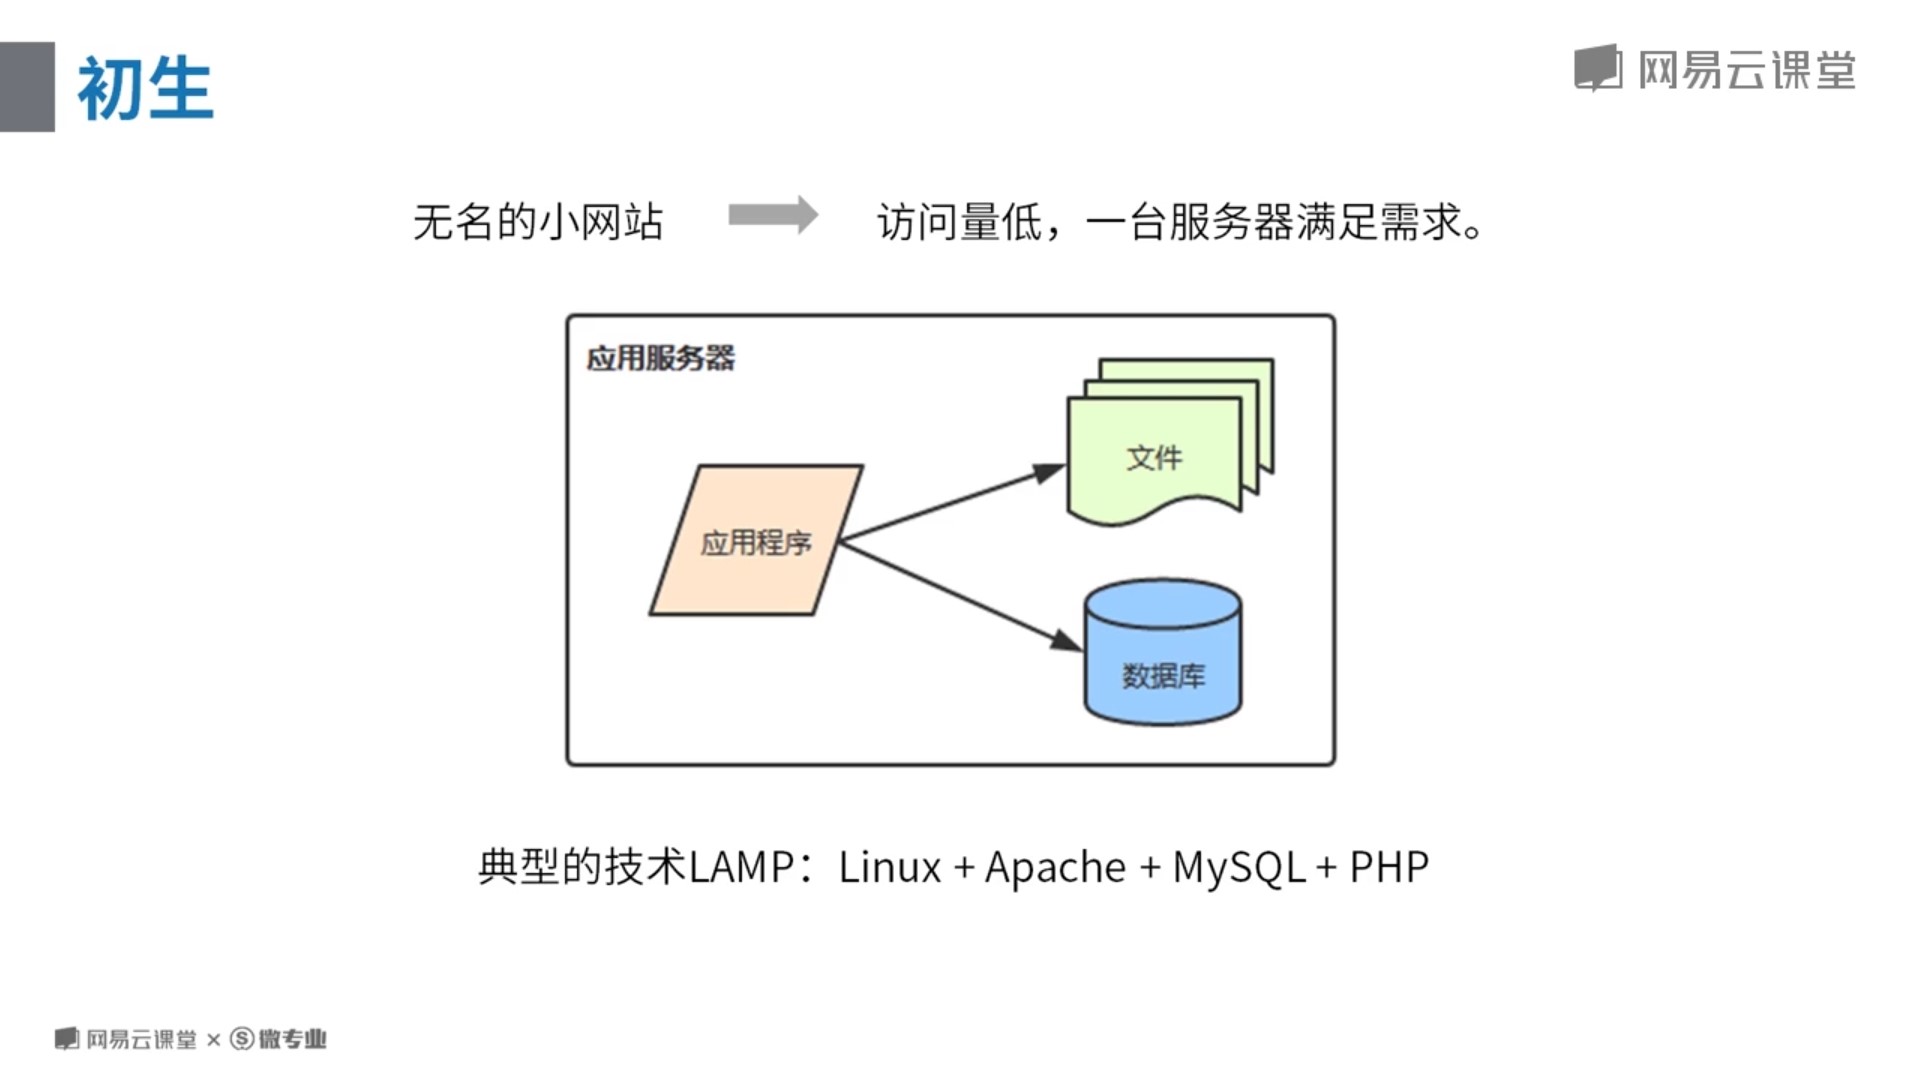 初生
网易云课堂
无名的小网站
访问量低，一台服务器满足需求。
应用服务器
文件
应用程序
数据库
典型的技术LAMP：Linux + Apache + MySQL + PHP
网易云课堂 × Ⓢ微专业